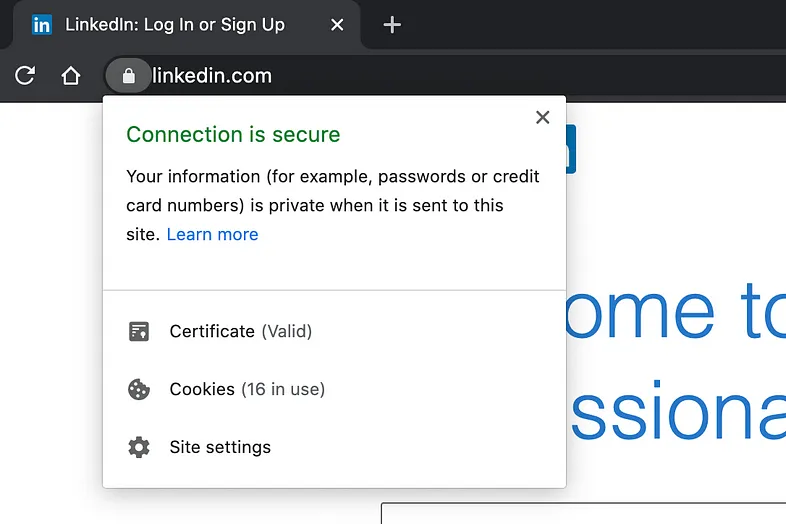 in LinkedIn: Log In or Sign Up
linkedin.com
Connection is secure
Your information (for example, passwords or credit
card numbers) is private when it is sent to this
site. Learn more
Certificate (Valid)
Cookies (16 in use)
Site settings
ome to
ssiona